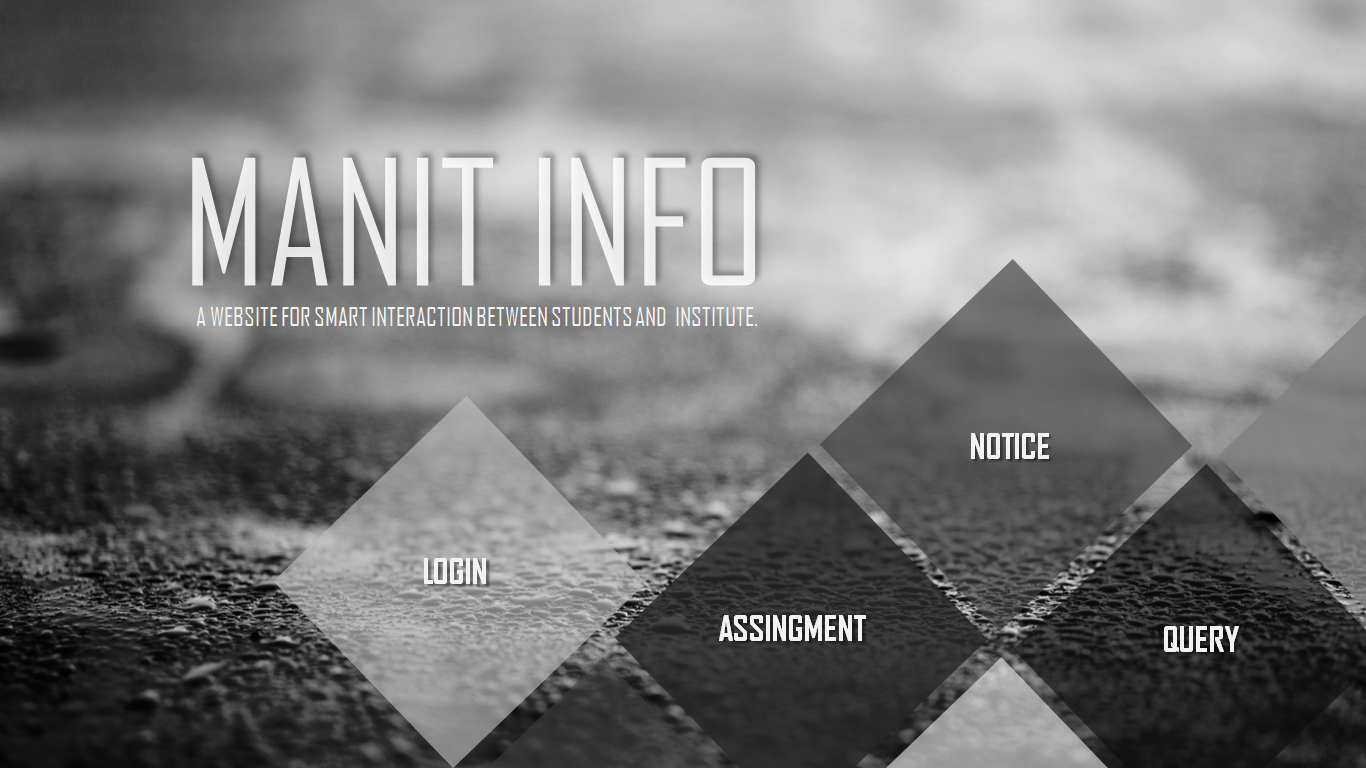 MANIT INFO
A WEBSITE FOR SMART INTERACTION BETWEEN STUDENTS AND INSTITUTE.
NOTICE
LOGIN
ASSINGMENT
QUERY